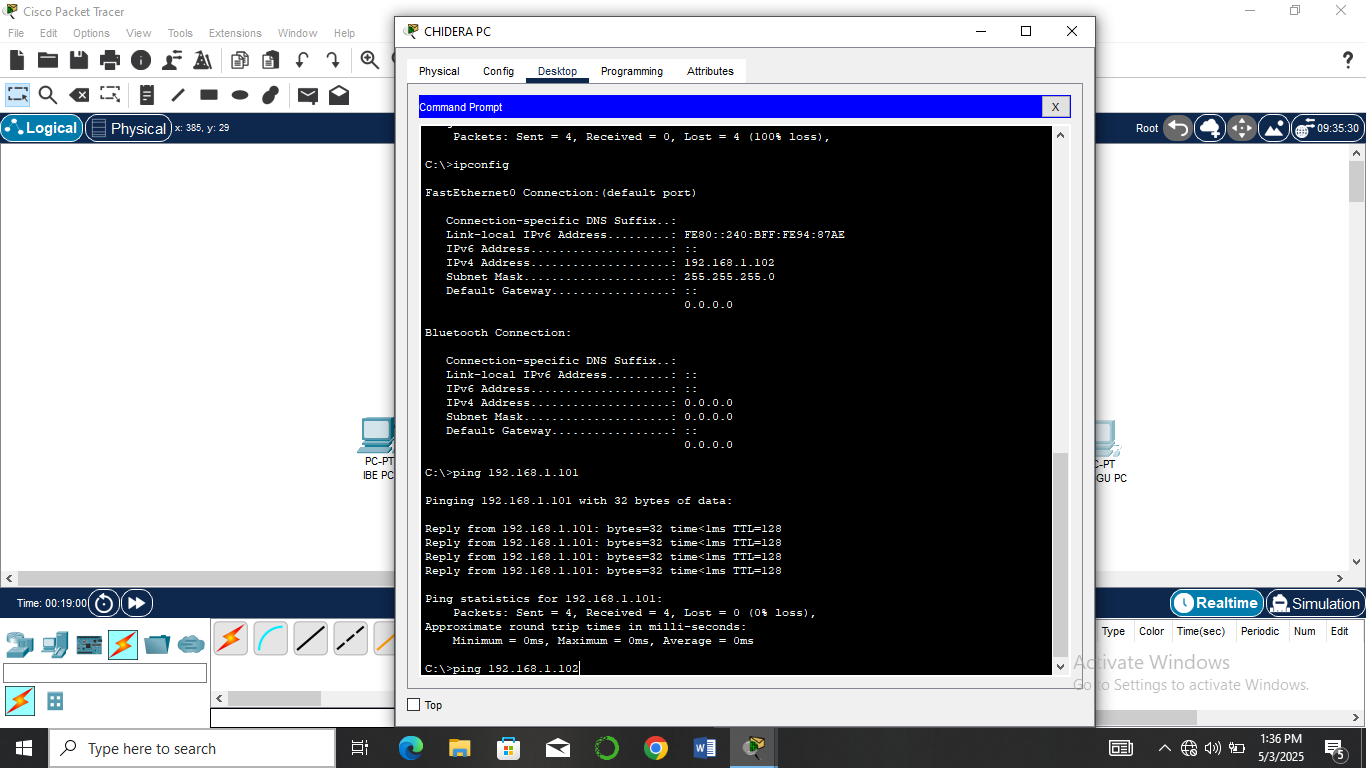 Cisco Packet Tracer
File Edit Options View Tools Extensions Window Help
Logical Physical x: 385, y: 29
Root 09:35:30
PC-PT
IBE PC
C-PT
GU PC
CHIDERA PC
Physical Config Desktop Programming Attributes
Command Prompt X
Packets: Sent = 4, Received = 0, Lost = 4 (100% loss),
C:\>ipconfig
FastEthernet0 Connection:(default port)
Connection-specific DNS Suffix..:
Link-local IPv6 Address.........: FE80::240:BFF:FE94:87AE
IPv6 Address....................: ::
IPv4 Address....................: 192.168.1.102
Subnet Mask.....................: 255.255.255.0
Default Gateway.................: ::
0.0.0.0
Bluetooth Connection:
Connection-specific DNS Suffix..:
Link-local IPv6 Address.........: ::
IPv6 Address....................: ::
IPv4 Address....................: 0.0.0.0
Subnet Mask.....................: 0.0.0.0
Default Gateway.................: ::
0.0.0.0
C:\>ping 192.168.1.101
Pinging 192.168.1.101 with 32 bytes of data:
Reply from 192.168.1.101: bytes=32 time<1ms TTL=128
Reply from 192.168.1.101: bytes=32 time<1ms TTL=128
Reply from 192.168.1.101: bytes=32 time<1ms TTL=128
Reply from 192.168.1.101: bytes=32 time<1ms TTL=128
Ping statistics for 192.168.1.101:
Packets: Sent = 4, Received = 4, Lost = 0 (0% loss),
Approximate round trip times in milli-seconds:
Minimum = 0ms, Maximum = 0ms, Average = 0ms
C:\>ping 192.168.1.102
Top
Time: 00:19:00
Realtime Simulation
Type Color Time(sec) Periodic Num Edit
Activate Windows
Go to Settings to activate Windows.
Type here to search
1:36 PM
5/3/2025
5